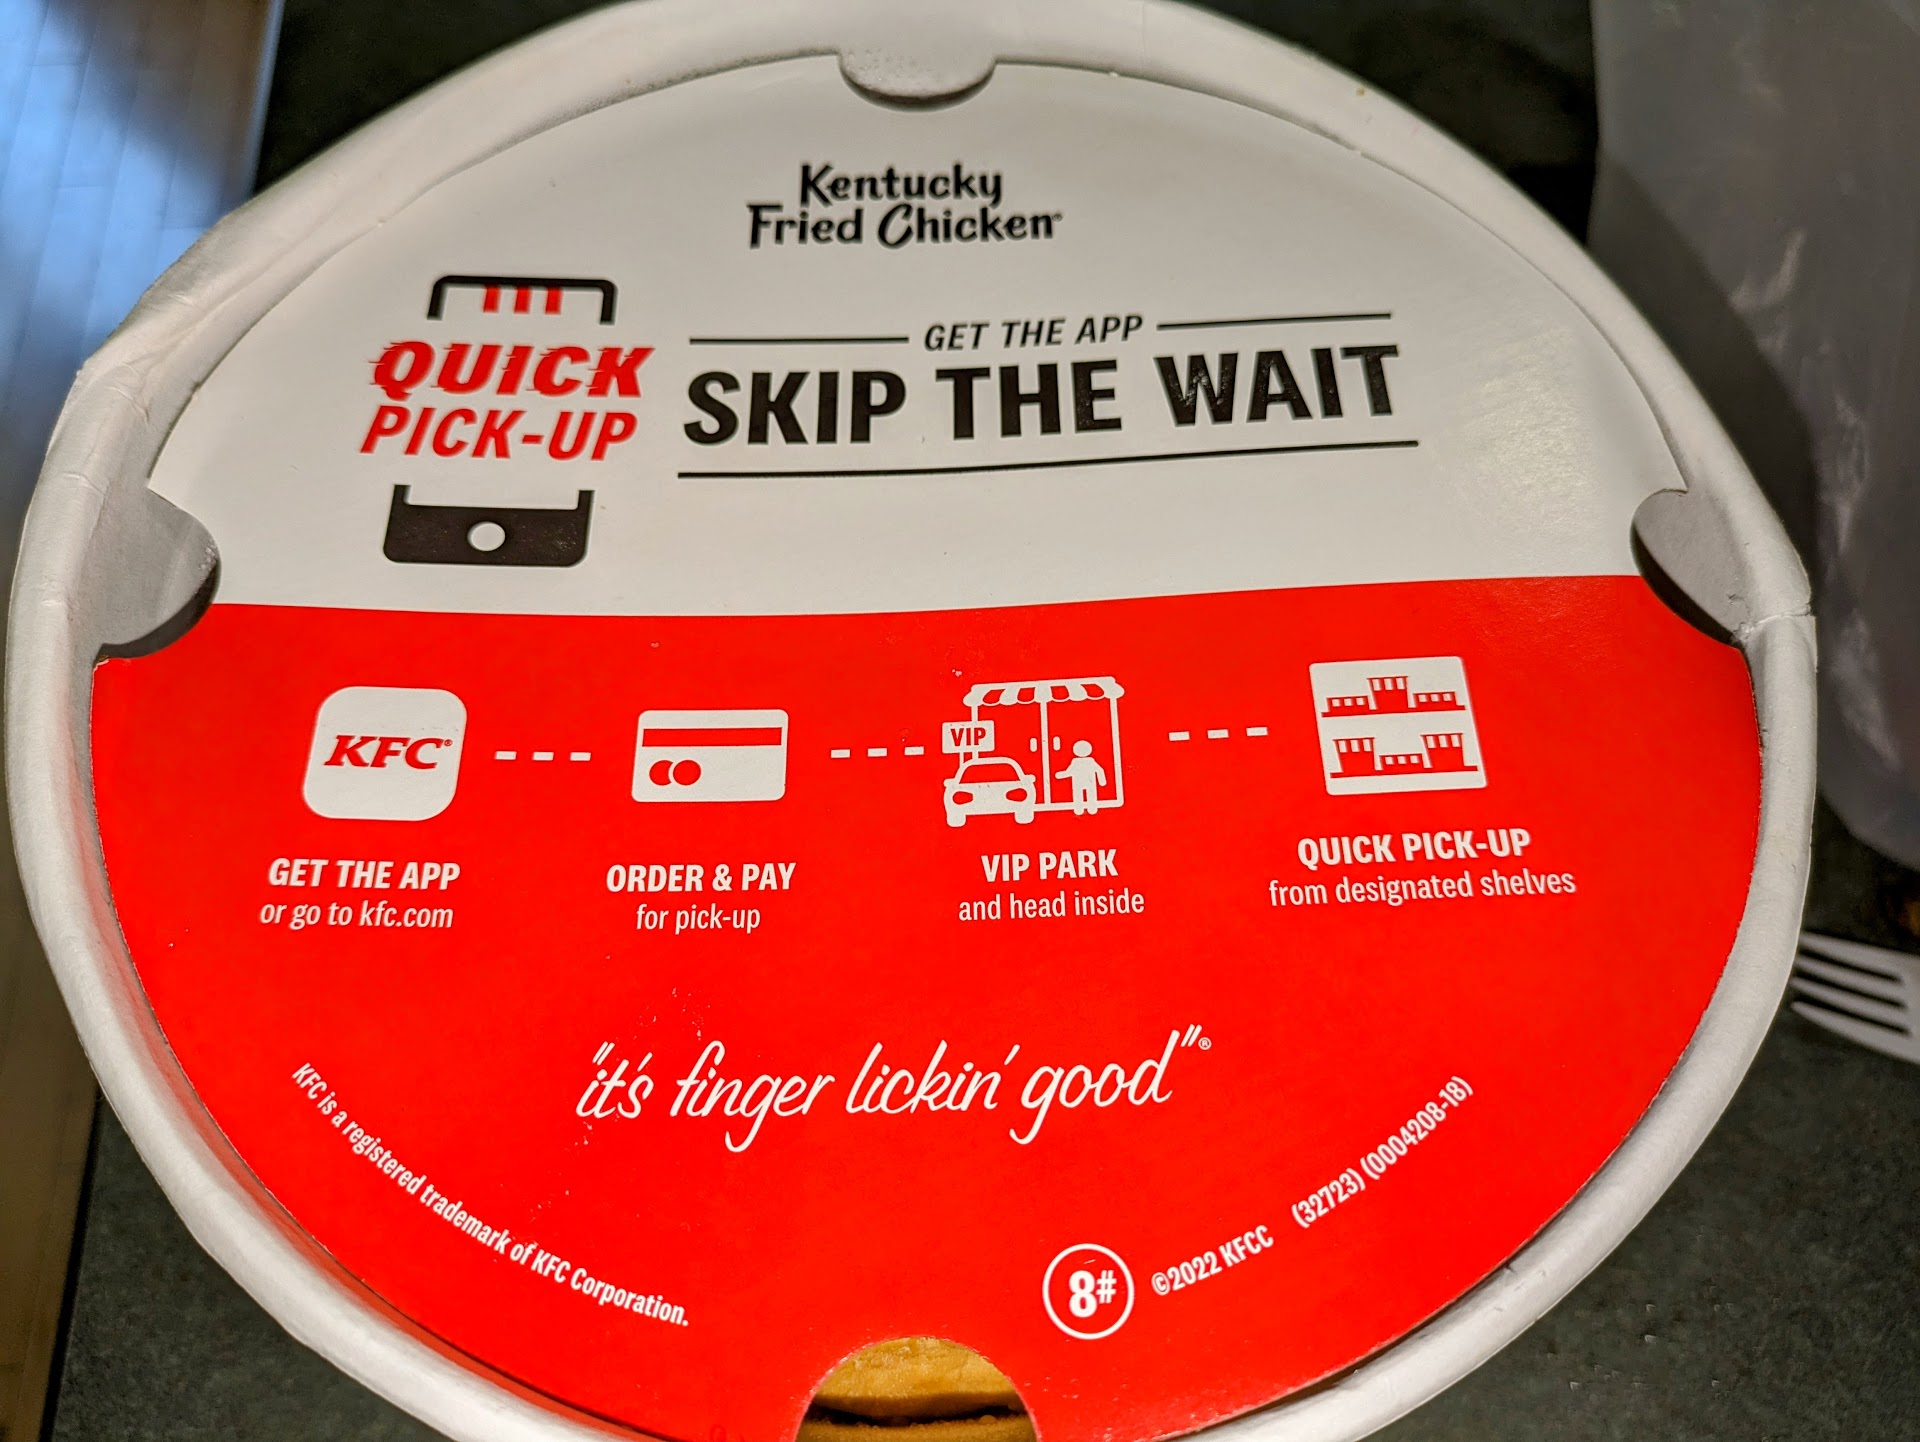 Kentucky
Fried Chicken®
QUICK
PICK-UP
GET THE APP
SKIP THE WAIT
KFC®
VIP
GET THE APP
or go to kfc.com
ORDER & PAY
for pick-up
VIP PARK
and head inside
QUICK PICK-UP
from designated shelves
"it's finger lickin' good"®
KFC is a registered trademark of KFC Corporation.
8#
©2022 KFCC (32723) (0004208-18)